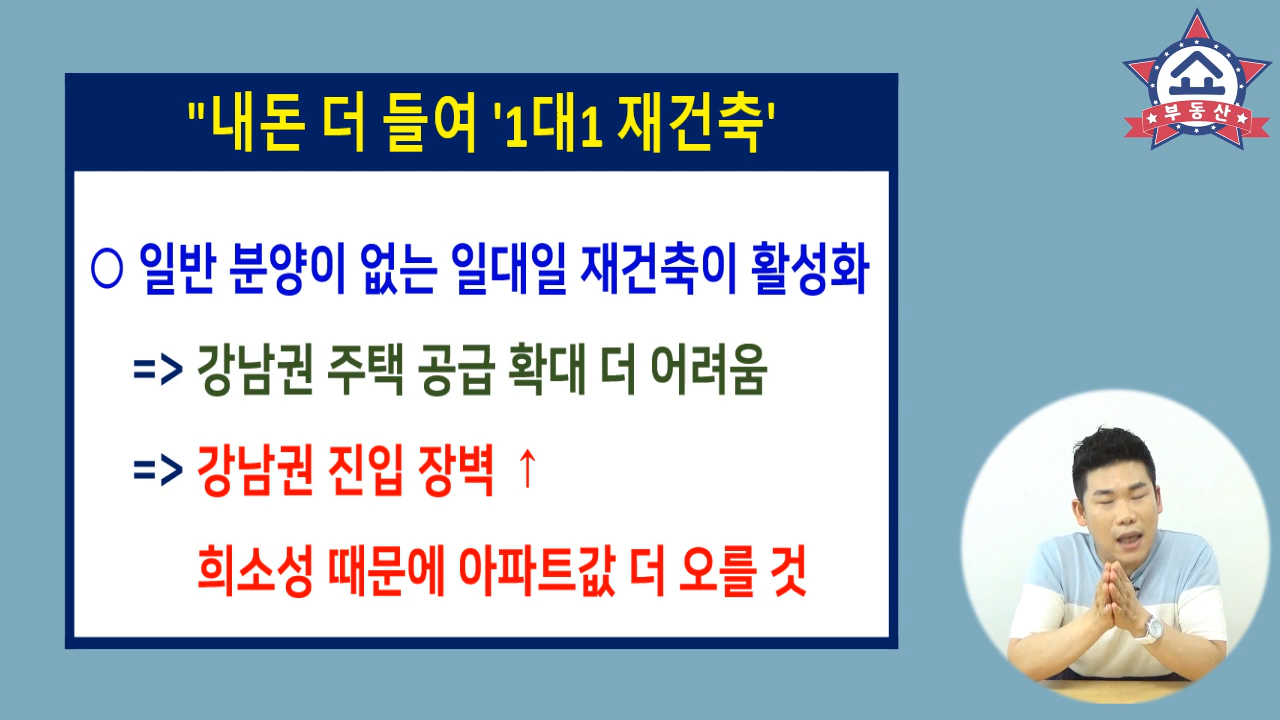 "내돈 더 들여 '1대1 재건축'
○ 일반 분양이 없는 일대일 재건축이 활성화
=> 강남권 주택 공급 확대 더 어려움
=> 강남권 진입 장벽 ↑
희소성 때문에 아파트값 더 오를 것
쇼
부동산